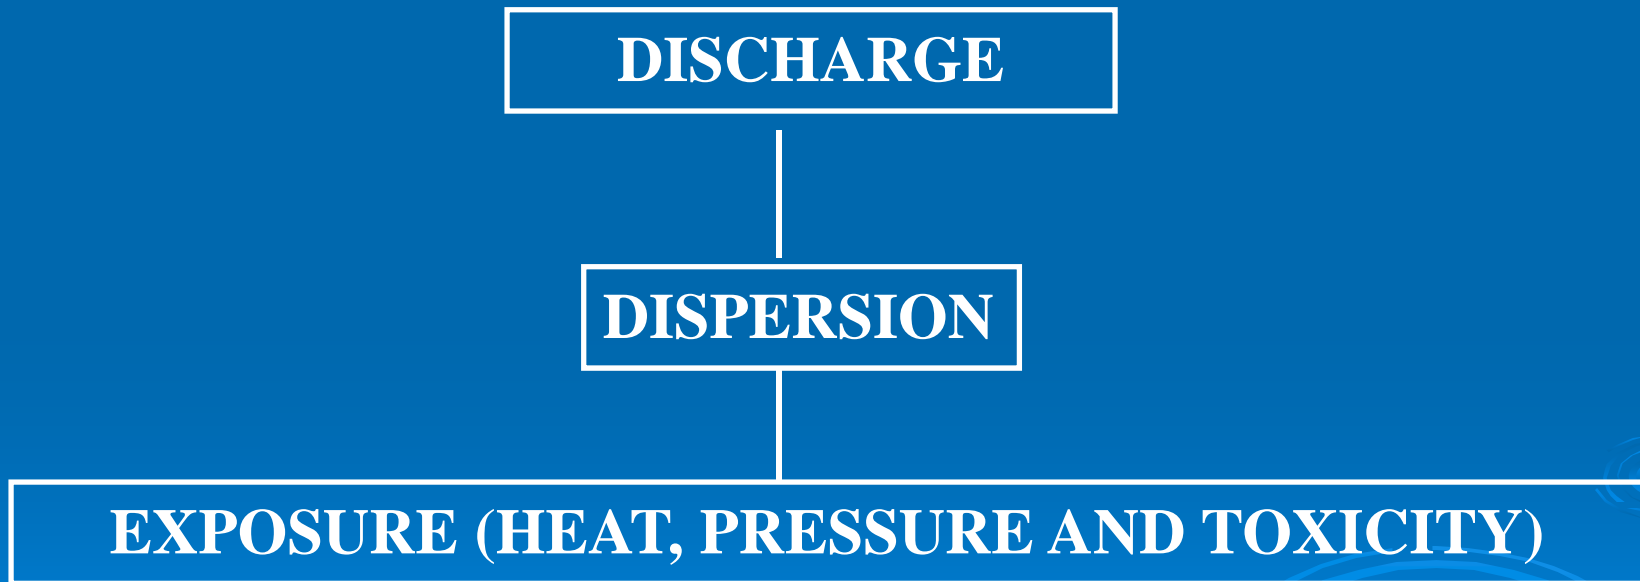 DISCHARGE
DISPERSION
EXPOSURE (HEAT, PRESSURE AND TOXICITY)